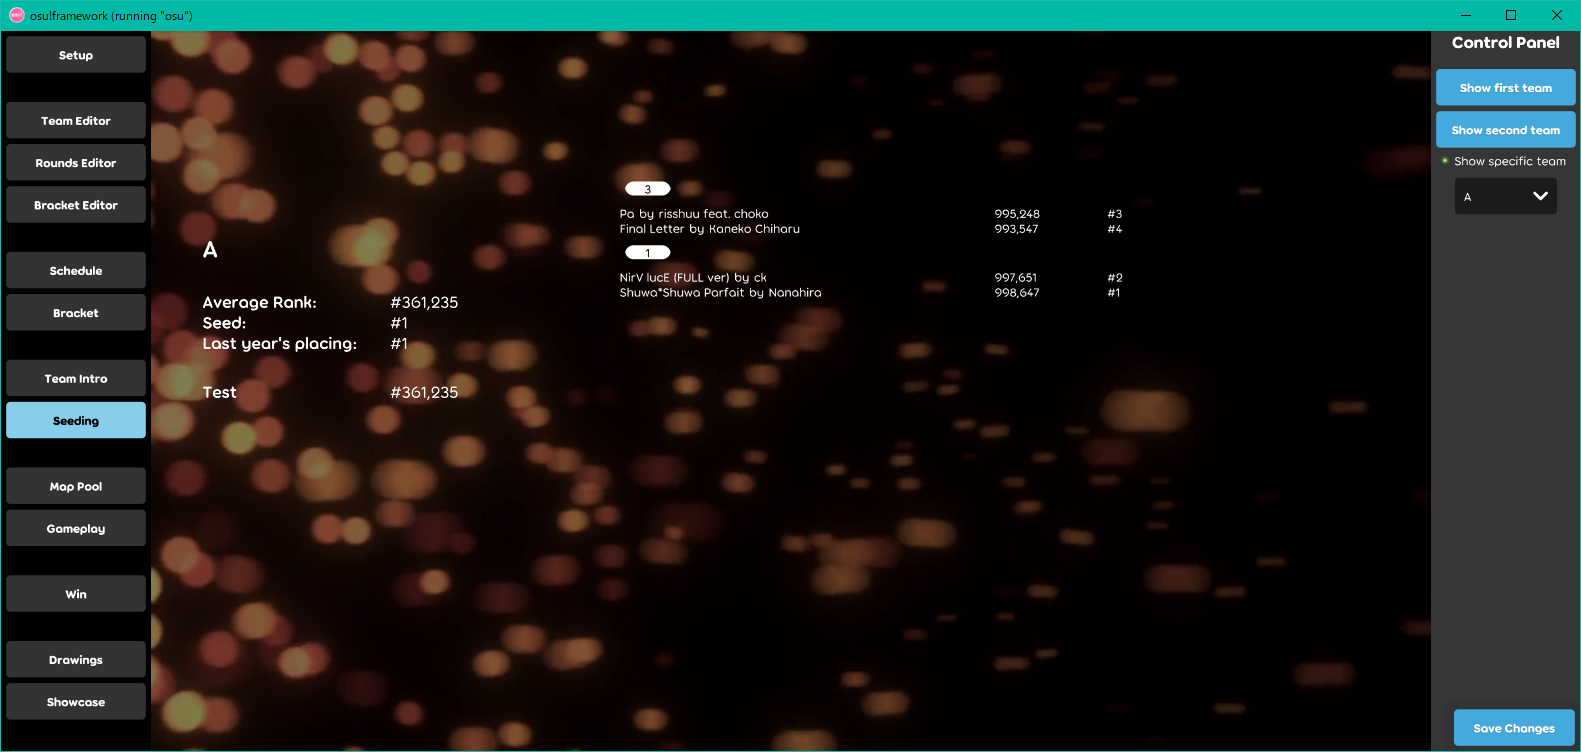 osu!framework (running "osu")
Setup
Team Editor
Rounds Editor
Bracket Editor
Schedule
Bracket
Team Intro
Seeding
Map Pool
Gameplay
Win
Drawings
Showcase
A
Average Rank: #361,235
Seed: #1
Last year's placing: #1
Test #361,235
3
Pa by risshuu feat. choko 995,248 #3
Final Letter by Kaneko Chiharu 993,547 #4
1
NirV lucE (FULL ver) by ck 997,651 #2
Shuwa*Shuwa Parfait by Nanahira 998,647 #1
Control Panel
Show first team
Show second team
Show specific team
A
Save Changes